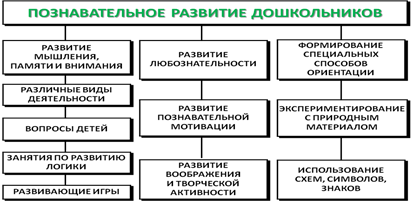 ПОЗНАВАТЕЛЬНОЕ РАЗВИТИЕ ДОШКОЛЬНИКОВ
РАЗВИТИЕ
МЫШЛЕНИЯ,
ПАМЯТИ И ВНИМАНИЯ
РАЗЛИЧНЫЕ ВИДЫ
ДЕЯТЕЛЬНОСТИ
ВОПРОСЫ ДЕТЕЙ
ЗАНЯТИЯ ПО РАЗВИТИЮ
ЛОГИКИ
РАЗВИВАЮЩИЕ ИГРЫ
РАЗВИТИЕ
ЛЮБОЗНАТЕЛЬНОСТИ
РАЗВИТИЕ
ПОЗНАВАТЕЛЬНОЙ
МОТИВАЦИИ
РАЗВИТИЕ
ВООБРАЖЕНИЯ
И ТВОРЧЕСКОЙ
АКТИВНОСТИ
ФОРМИРОВАНИЕ
СПЕЦИАЛЬНЫХ
СПОСОБОВ
ОРИЕНТАЦИИ
ЭКСПЕРИМЕНТИРОВАНИЕ
С ПРИРОДНЫМ
МАТЕРИАЛОМ
ИСПОЛЬЗОВАНИЕ
СХЕМ, СИМВОЛОВ,
ЗНАКОВ